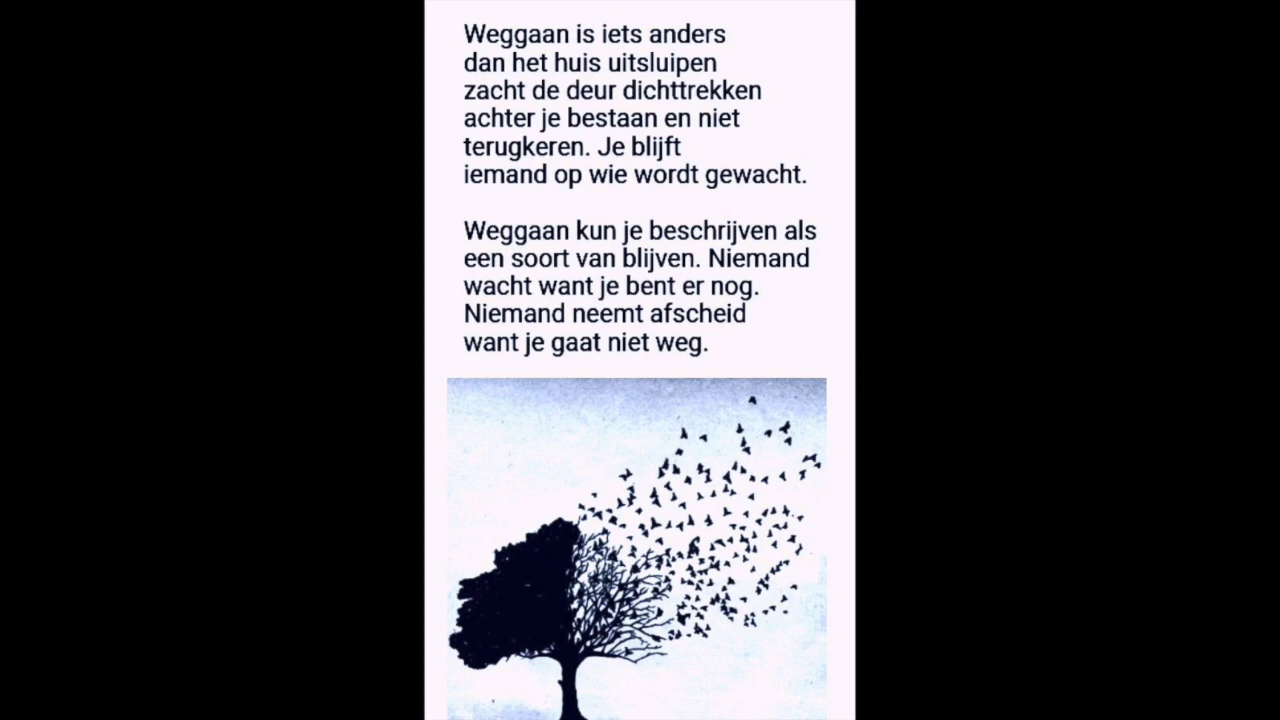 Weggaan is iets anders
dan het huis uitsluipen
zacht de deur dichttrekken
achter je bestaan en niet
terugkeren. Je blijft
iemand op wie wordt gewacht.
Weggaan kun je beschrijven als
een soort van blijven. Niemand
wacht want je bent er nog.
Niemand neemt afscheid
want je gaat niet weg.